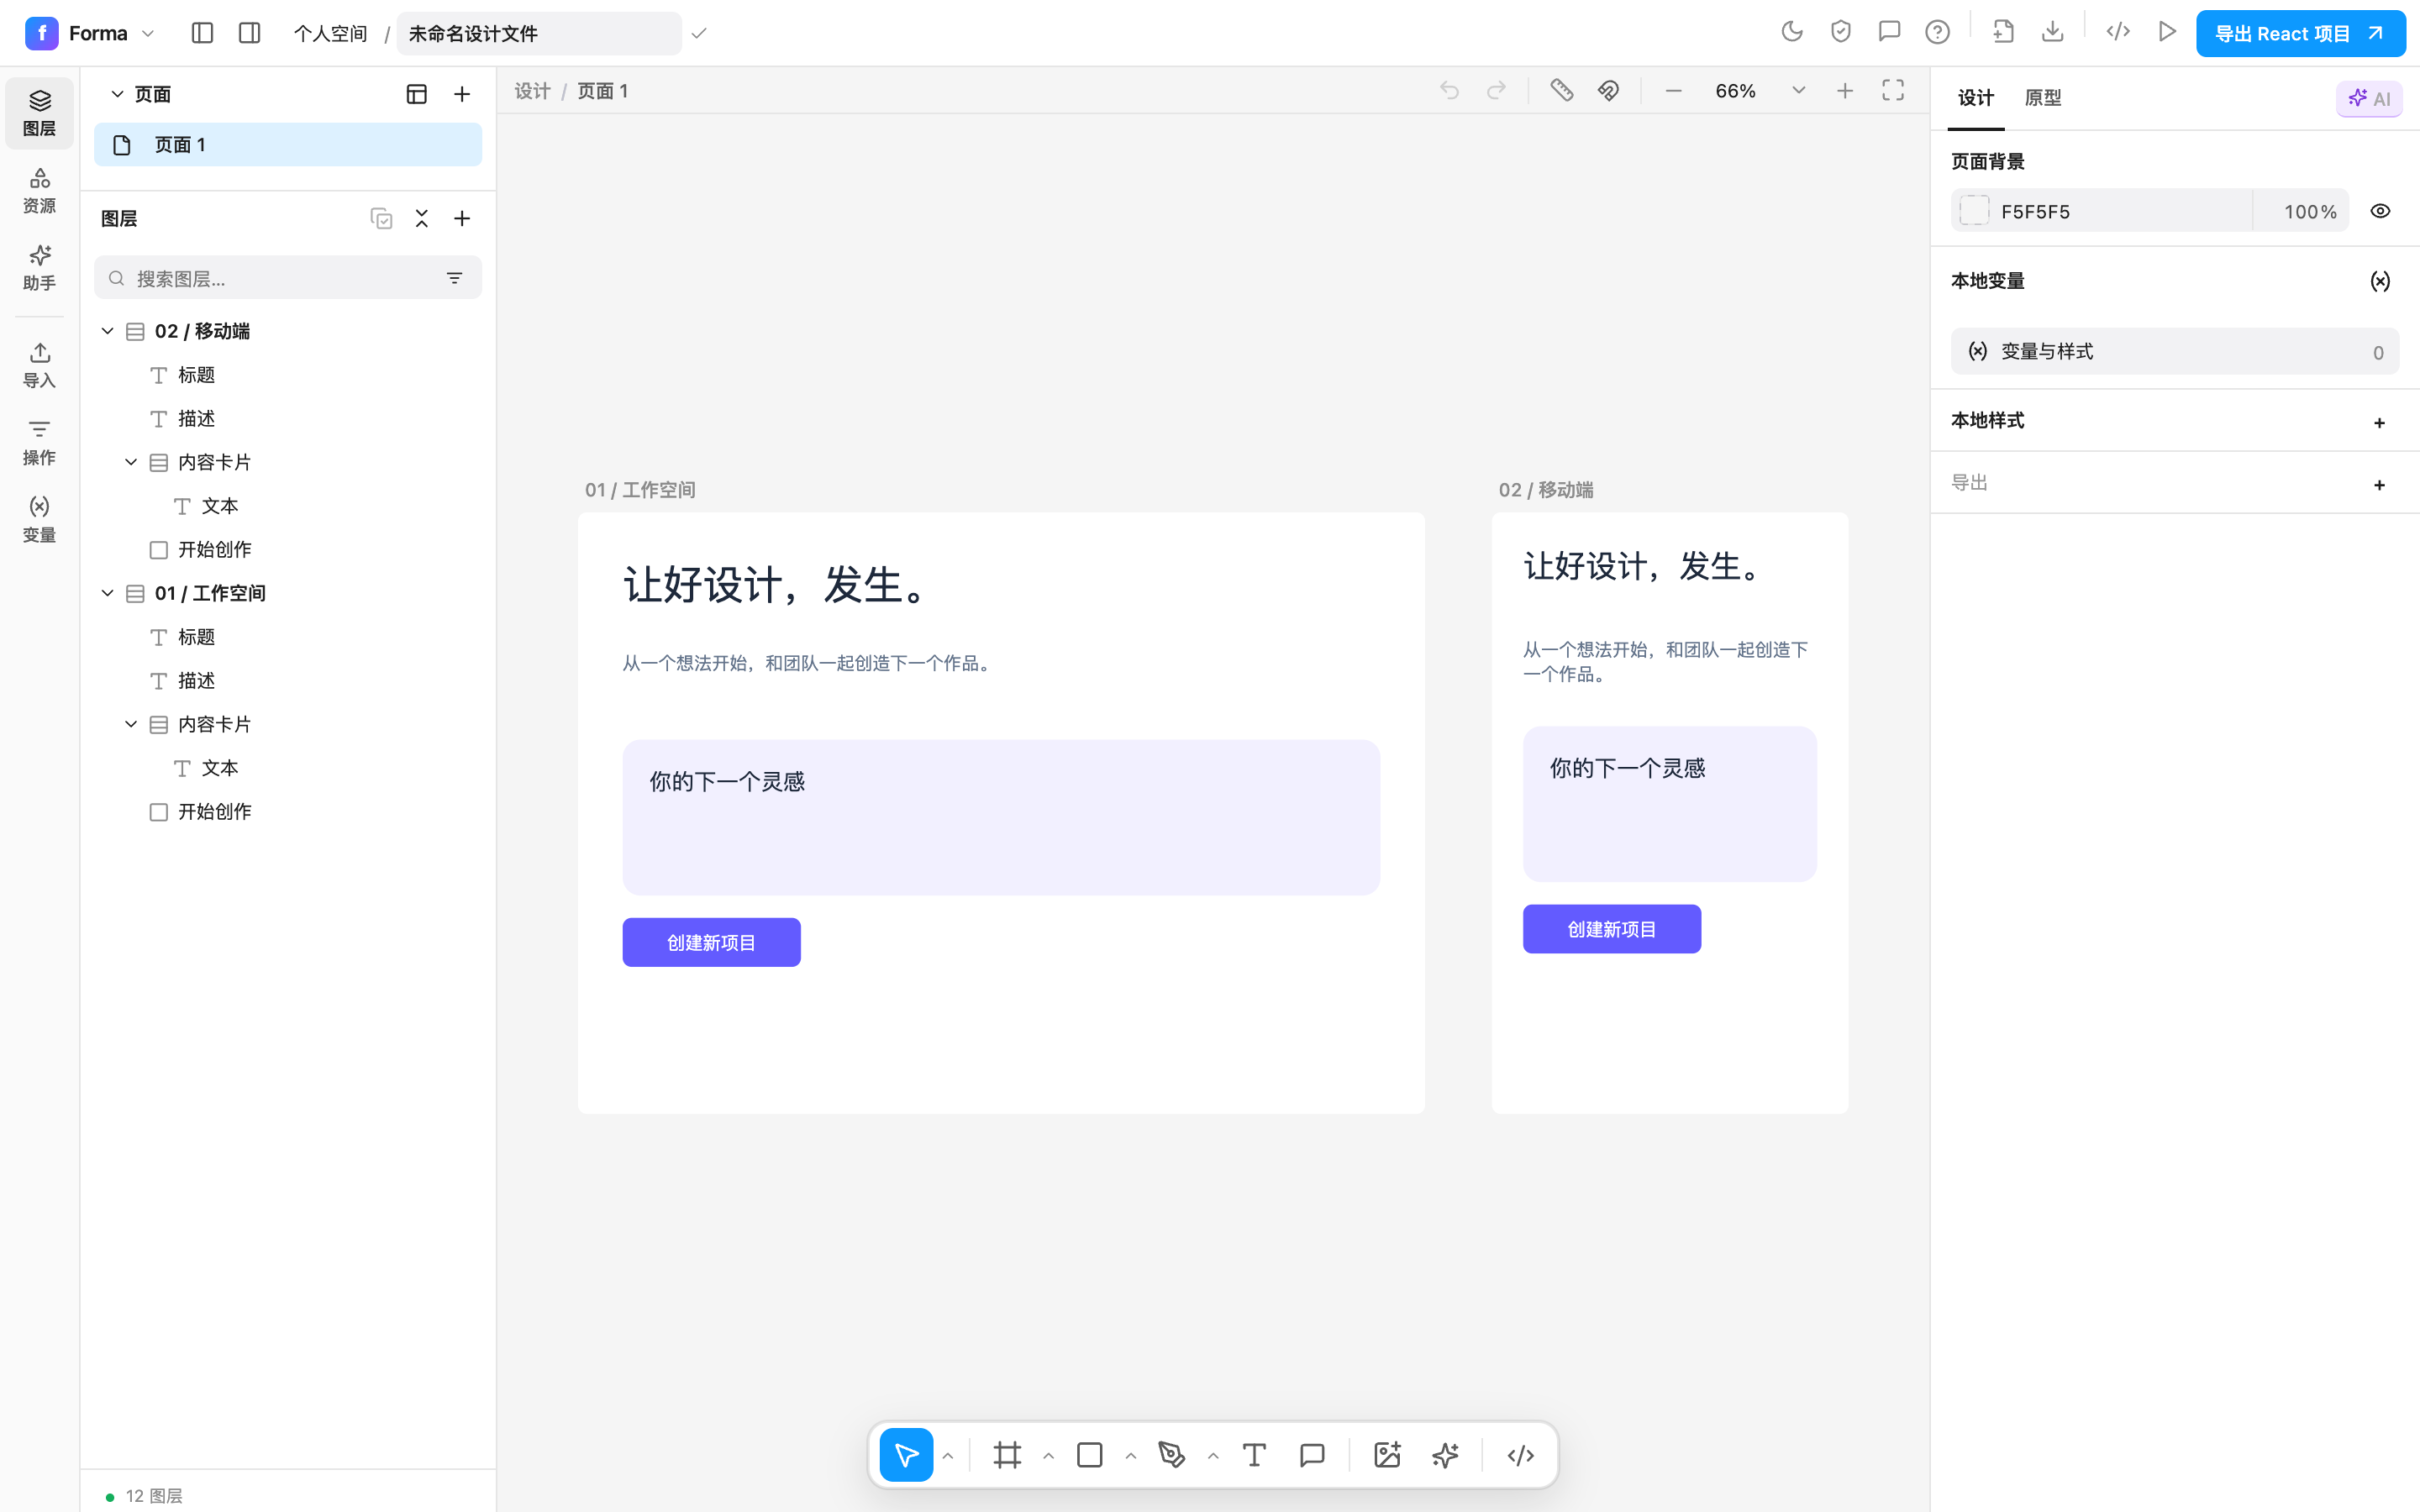 f Forma
个人空间 / 未命名设计文件
导出 React 项目
图层
资源
助手
导入
操作
变量
页面
页面 1
图层
搜索图层...
02 / 移动端
标题
描述
内容卡片
文本
开始创作
01 / 工作空间
标题
描述
内容卡片
文本
开始创作
12 图层
设计 / 页面 1
66%
01 / 工作空间
让好设计，发生。
从一个想法开始，和团队一起创造下一个作品。
你的下一个灵感
创建新项目
02 / 移动端
让好设计，发生。
从一个想法开始，和团队一起创造下
一个作品。
你的下一个灵感
创建新项目
设计 原型 AI
页面背景
F5F5F5 100%
本地变量
变量与样式 0
本地样式
导出